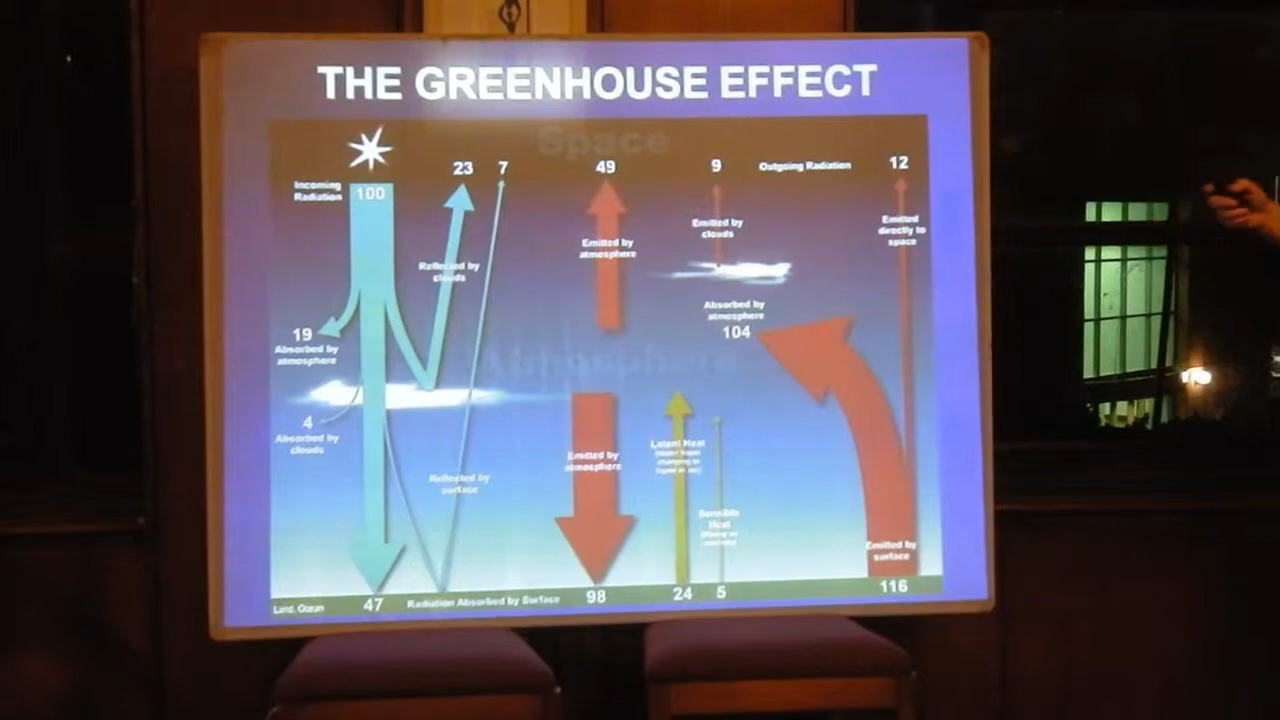 THE GREENHOUSE EFFECT
Space
23 7 49 9 Outgoing Radiation 12
Incoming
Radiation
100
Emitted by
clouds
Emitted
directly to
space
Emitted by
atmosphere
Reflected by
clouds
Absorbed by
atmosphere
104
19
Absorbed by
atmosphere
Atmosphere
4
Absorbed by
clouds
Emitted by
atmosphere
Latent Heat
Reflected by
surface
Sensible
Heat
Emitted by
surface
Land, Ocean 47 Radiation Absorbed by Surface 98 24 5 116